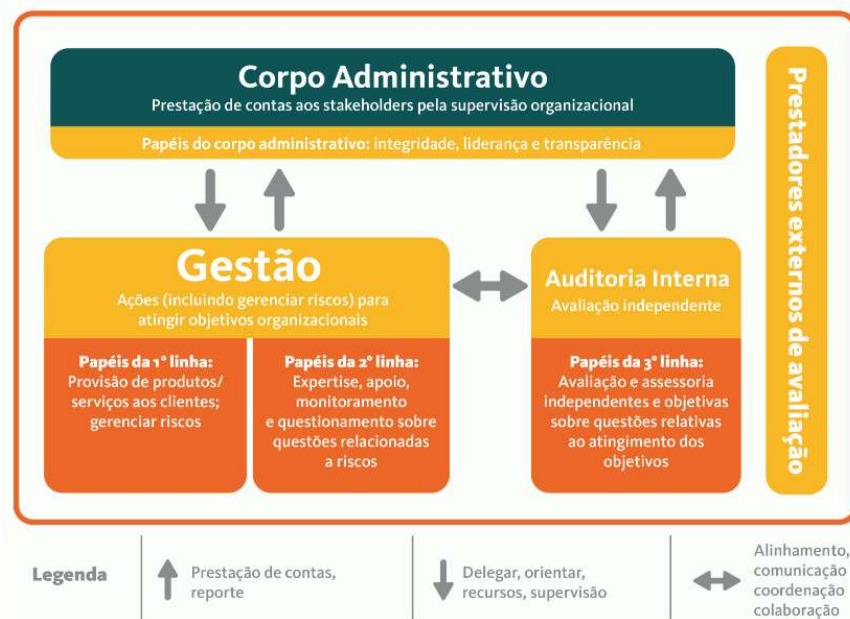 Corpo Administrativo
Prestação de contas aos stakeholders pela supervisão organizacional
Papéis do corpo administrativo: integridade, liderança e transparência
Prestadores externos de avaliação
Gestão
Ações (incluindo gerenciar riscos) para
atingir objetivos organizacionais
Auditoria Interna
Avaliação independente
Papéis da 1ª linha:
Provisão de produtos/
serviços aos clientes;
gerenciar riscos
Papéis da 2ª linha:
Expertise, apoio,
monitoramento
e questionamento sobre
questões relacionadas
a riscos
Papéis da 3ª linha:
Avaliação e assessoria
independentes e objetivas
sobre questões relativas
ao atingimento dos
objetivos
Legenda
Prestação de contas,
reporte
Delegar, orientar,
recursos, supervisão
Alinhamento,
comunicação
coordenação
colaboração